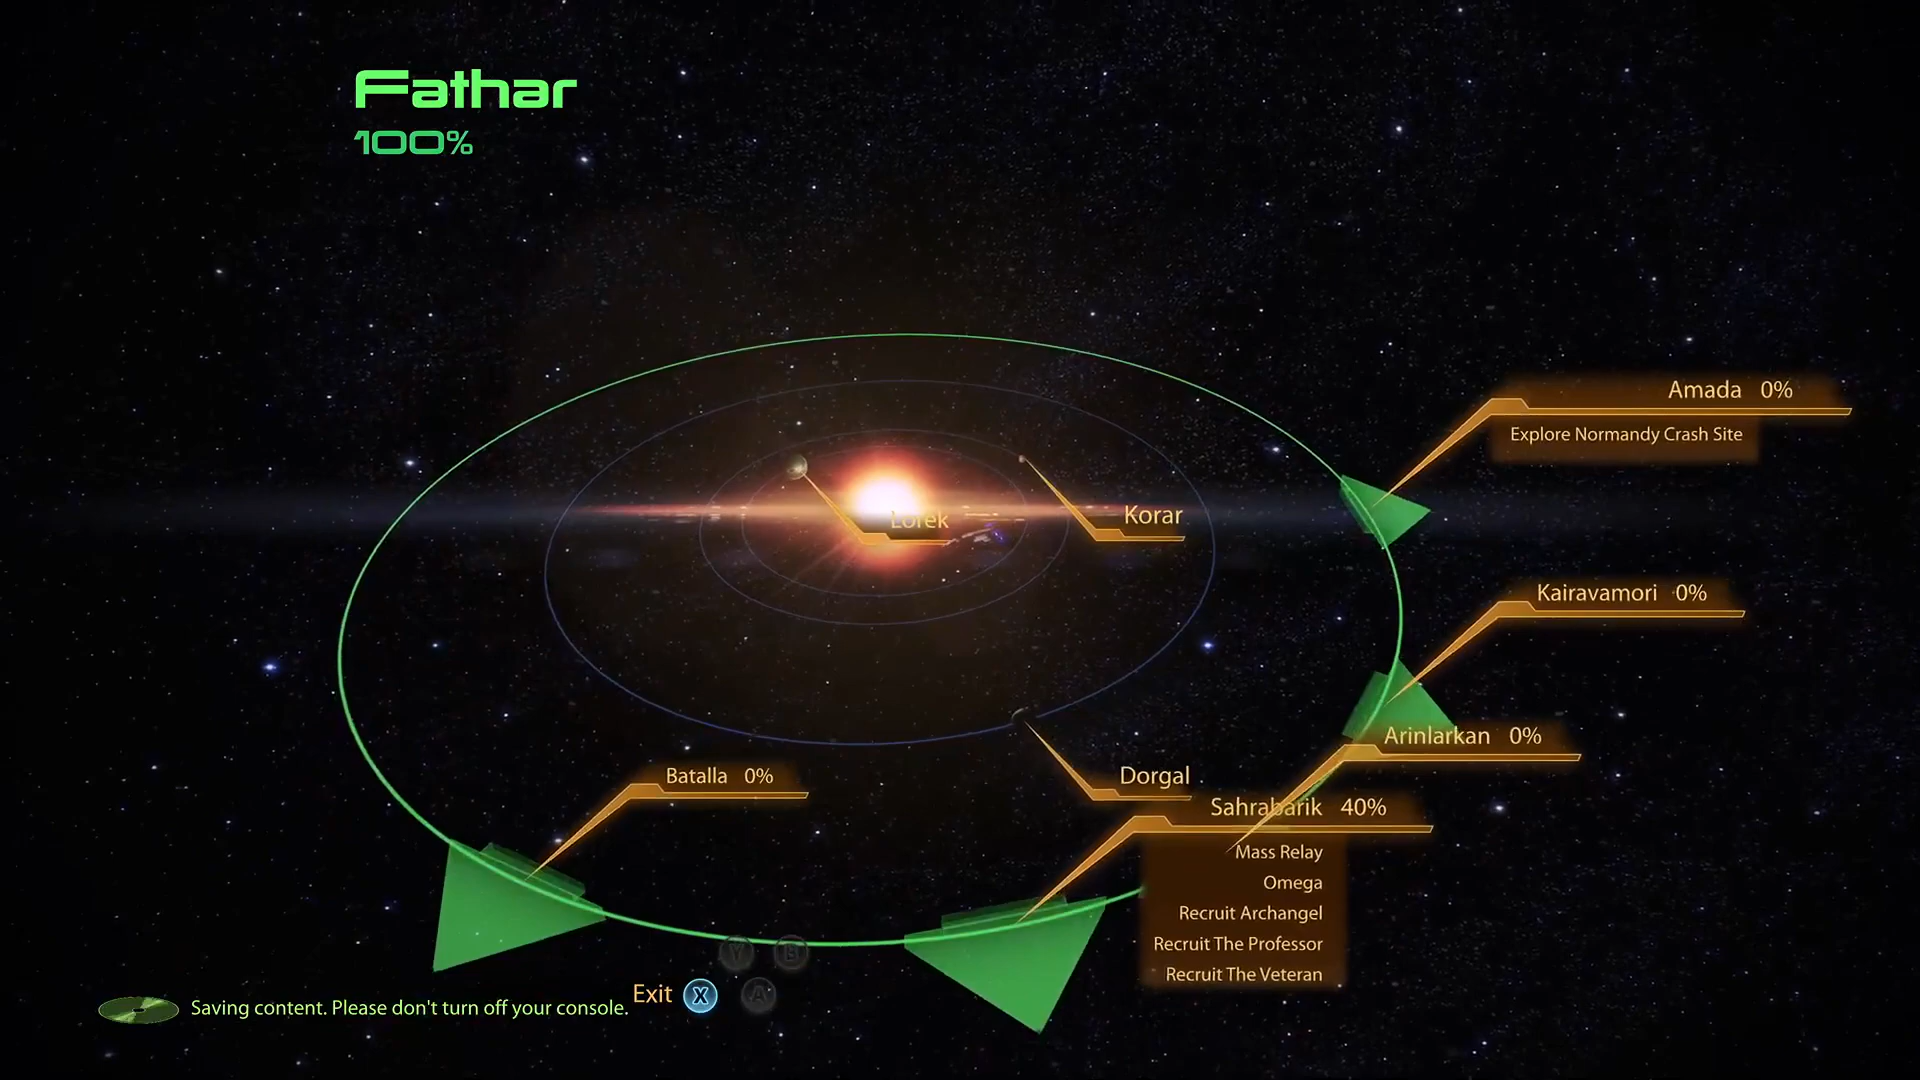 Fathar
100%
Amada 0%
Explore Normandy Crash Site
Lorek
Korar
Kairavamori 0%
Arinlarkan 0%
Batalla 0%
Dorgal
Sahrabarik 40%
Mass Relay
Omega
Recruit Archangel
Recruit The Professor
Recruit The Veteran
Y B
Exit X A
Saving content. Please don't turn off your console.